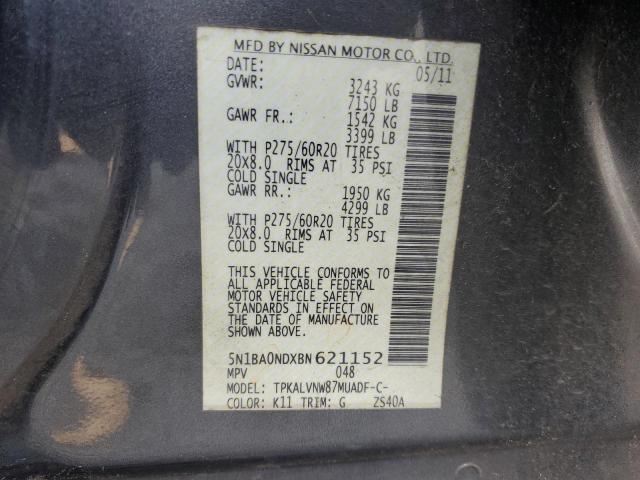 MFD BY NISSAN MOTOR CO., LTD.
DATE: 05/11
GVWR: 3243 KG
7150 LB
GAWR FR.: 1542 KG
3399 LB
WITH P275/60R20 TIRES
20X8.0 RIMS AT 35 PSI
COLD SINGLE
GAWR RR.: 1950 KG
4299 LB
WITH P275/60R20 TIRES
20X8.0 RIMS AT 35 PSI
COLD SINGLE
THIS VEHICLE CONFORMS TO
ALL APPLICABLE FEDERAL
MOTOR VEHICLE SAFETY
STANDARDS IN EFFECT ON
THE DATE OF MANUFACTURE
SHOWN ABOVE.
5N1BA0NDXBN621152
MPV 048
MODEL: TPKALVNW87MUADF-C-
COLOR: K11 TRIM: G ZS40A